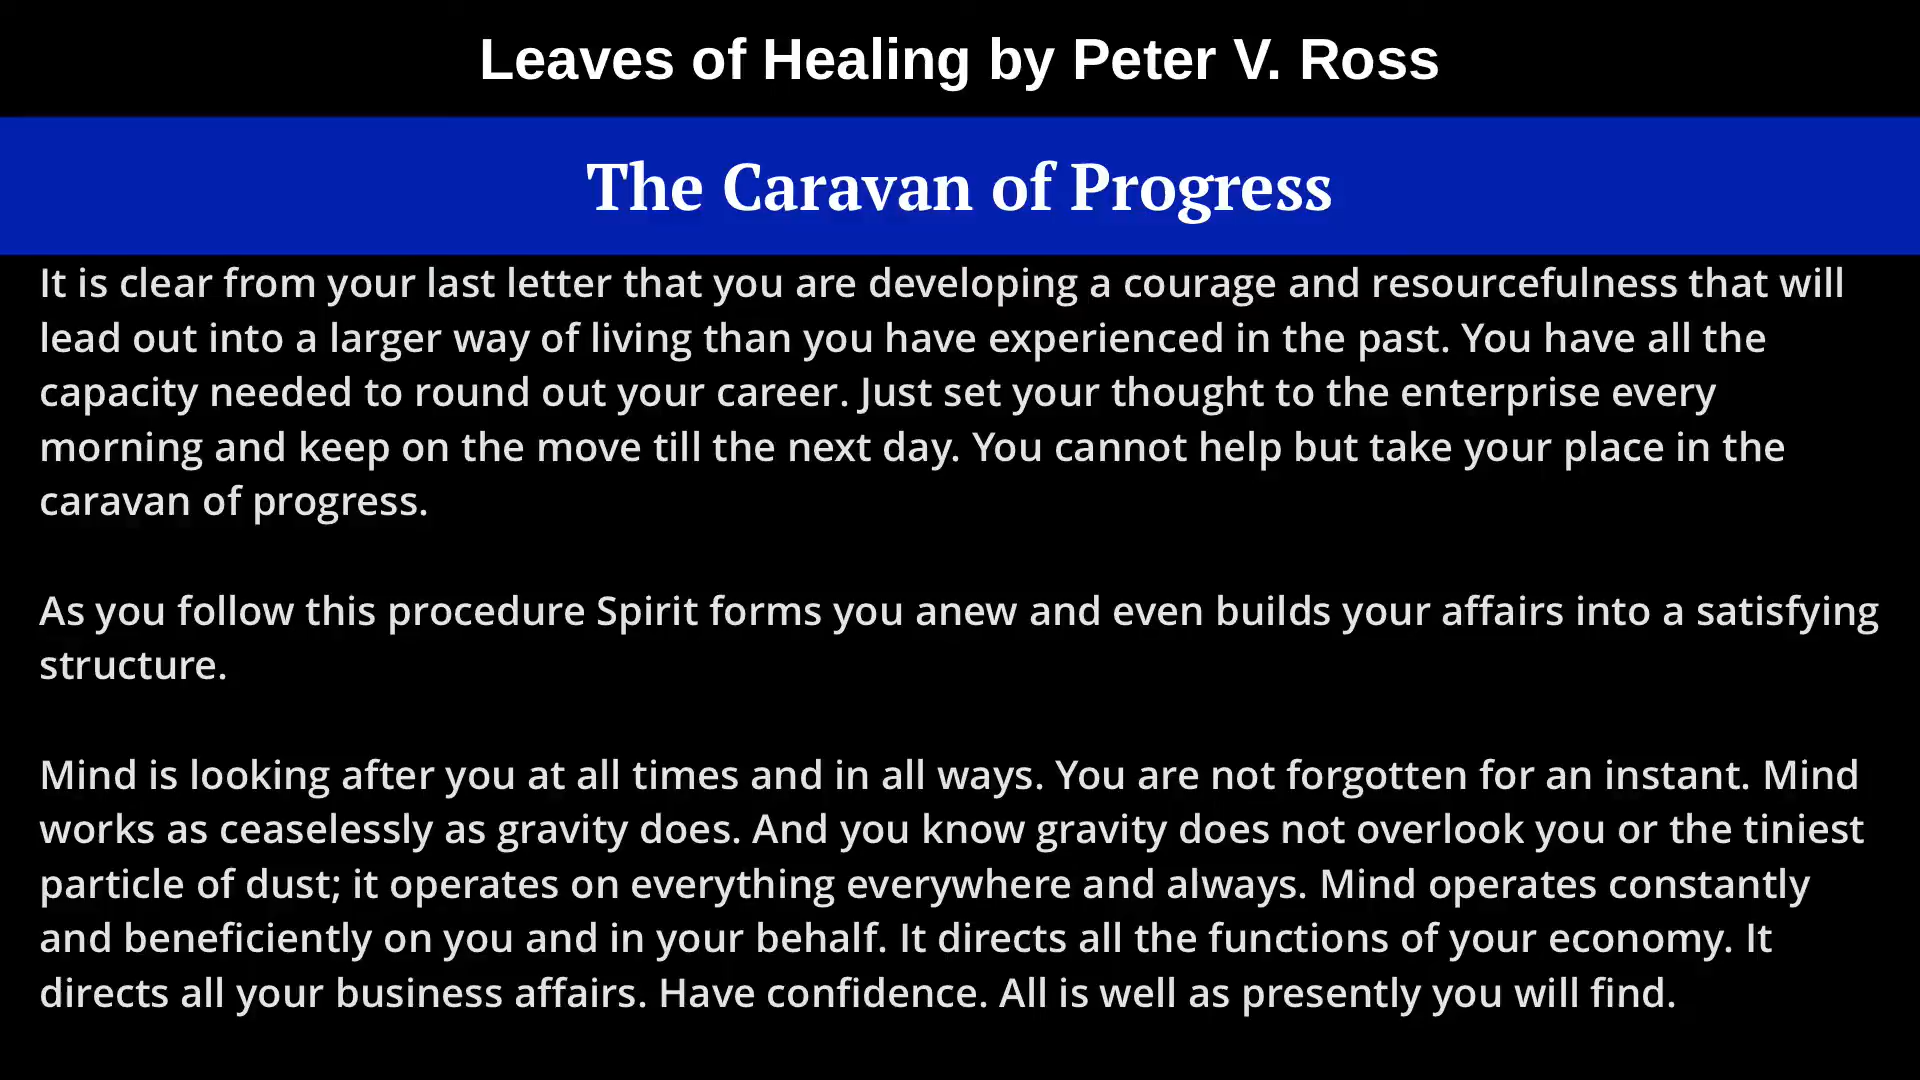 Leaves of Healing by Peter V. Ross
The Caravan of Progress
It is clear from your last letter that you are developing a courage and resourcefulness that will
lead out into a larger way of living than you have experienced in the past. You have all the
capacity needed to round out your career. Just set your thought to the enterprise every
morning and keep on the move till the next day. You cannot help but take your place in the
caravan of progress.
As you follow this procedure Spirit forms you anew and even builds your affairs into a satisfying
structure.
Mind is looking after you at all times and in all ways. You are not forgotten for an instant. Mind
works as ceaselessly as gravity does. And you know gravity does not overlook you or the tiniest
particle of dust; it operates on everything everywhere and always. Mind operates constantly
and beneficiently on you and in your behalf. It directs all the functions of your economy. It
directs all your business affairs. Have confidence. All is well as presently you will find.